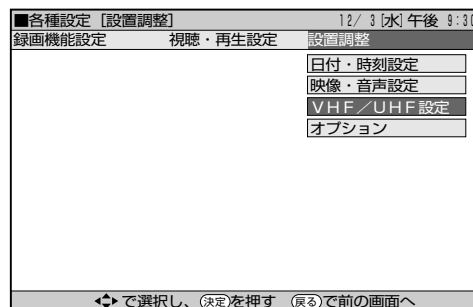 ■各種設定［設置調整］ 12/ 3[水]午後 9:30
録画機能設定 視聴・再生設定 設置調整
日付・時刻設定
映像・音声設定
ＶＨＦ／ＵＨＦ設定
オプション
で選択し、決定を押す 戻るで前の画面へ